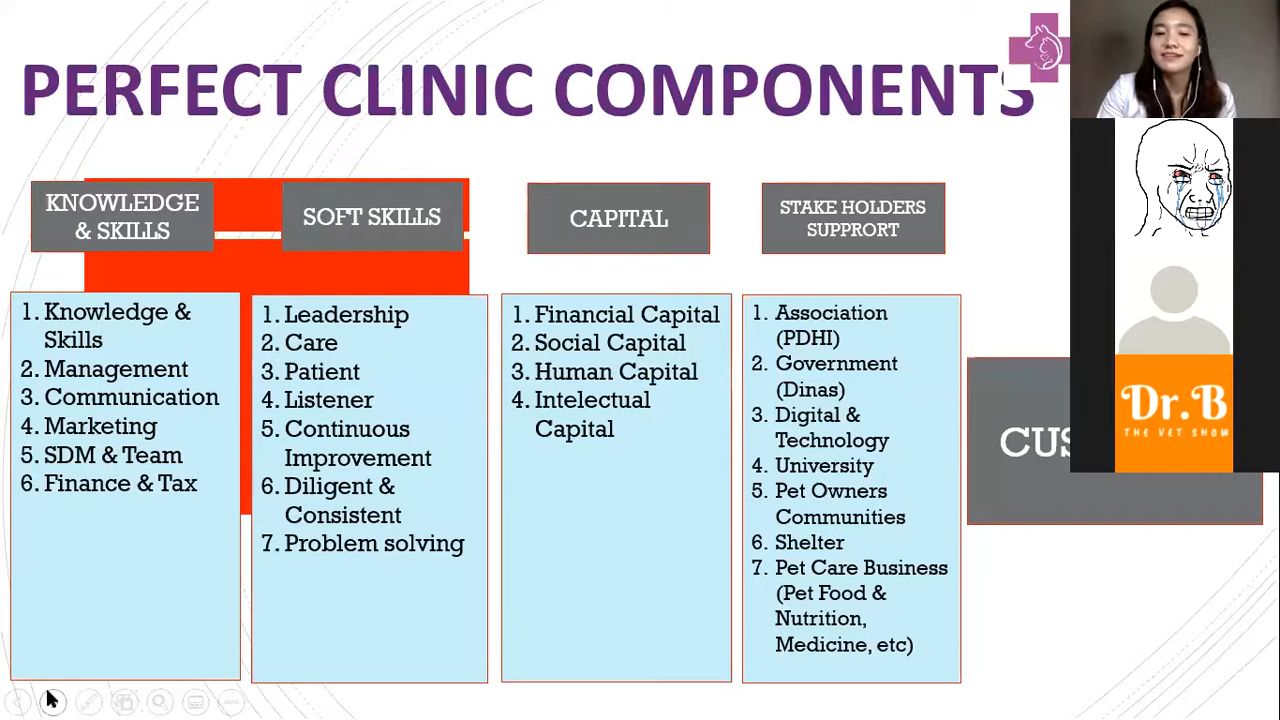 PERFECT CLINIC COMPONENTS
KNOWLEDGE
& SKILLS
1. Knowledge &
Skills
2. Management
3. Communication
4. Marketing
5. SDM & Team
6. Finance & Tax
SOFT SKILLS
1. Leadership
2. Care
3. Patient
4. Listener
5. Continuous
Improvement
6. Diligent &
Consistent
7. Problem solving
CAPITAL
1. Financial Capital
2. Social Capital
3. Human Capital
4. Intelectual
Capital
STAKE HOLDERS
SUPPRORT
1. Association
(PDHI)
2. Government
(Dinas)
3. Digital &
Technology
4. University
5. Pet Owners
Communities
6. Shelter
7. Pet Care Business
(Pet Food &
Nutrition,
Medicine, etc)
Dr.B
THE VET SHOW